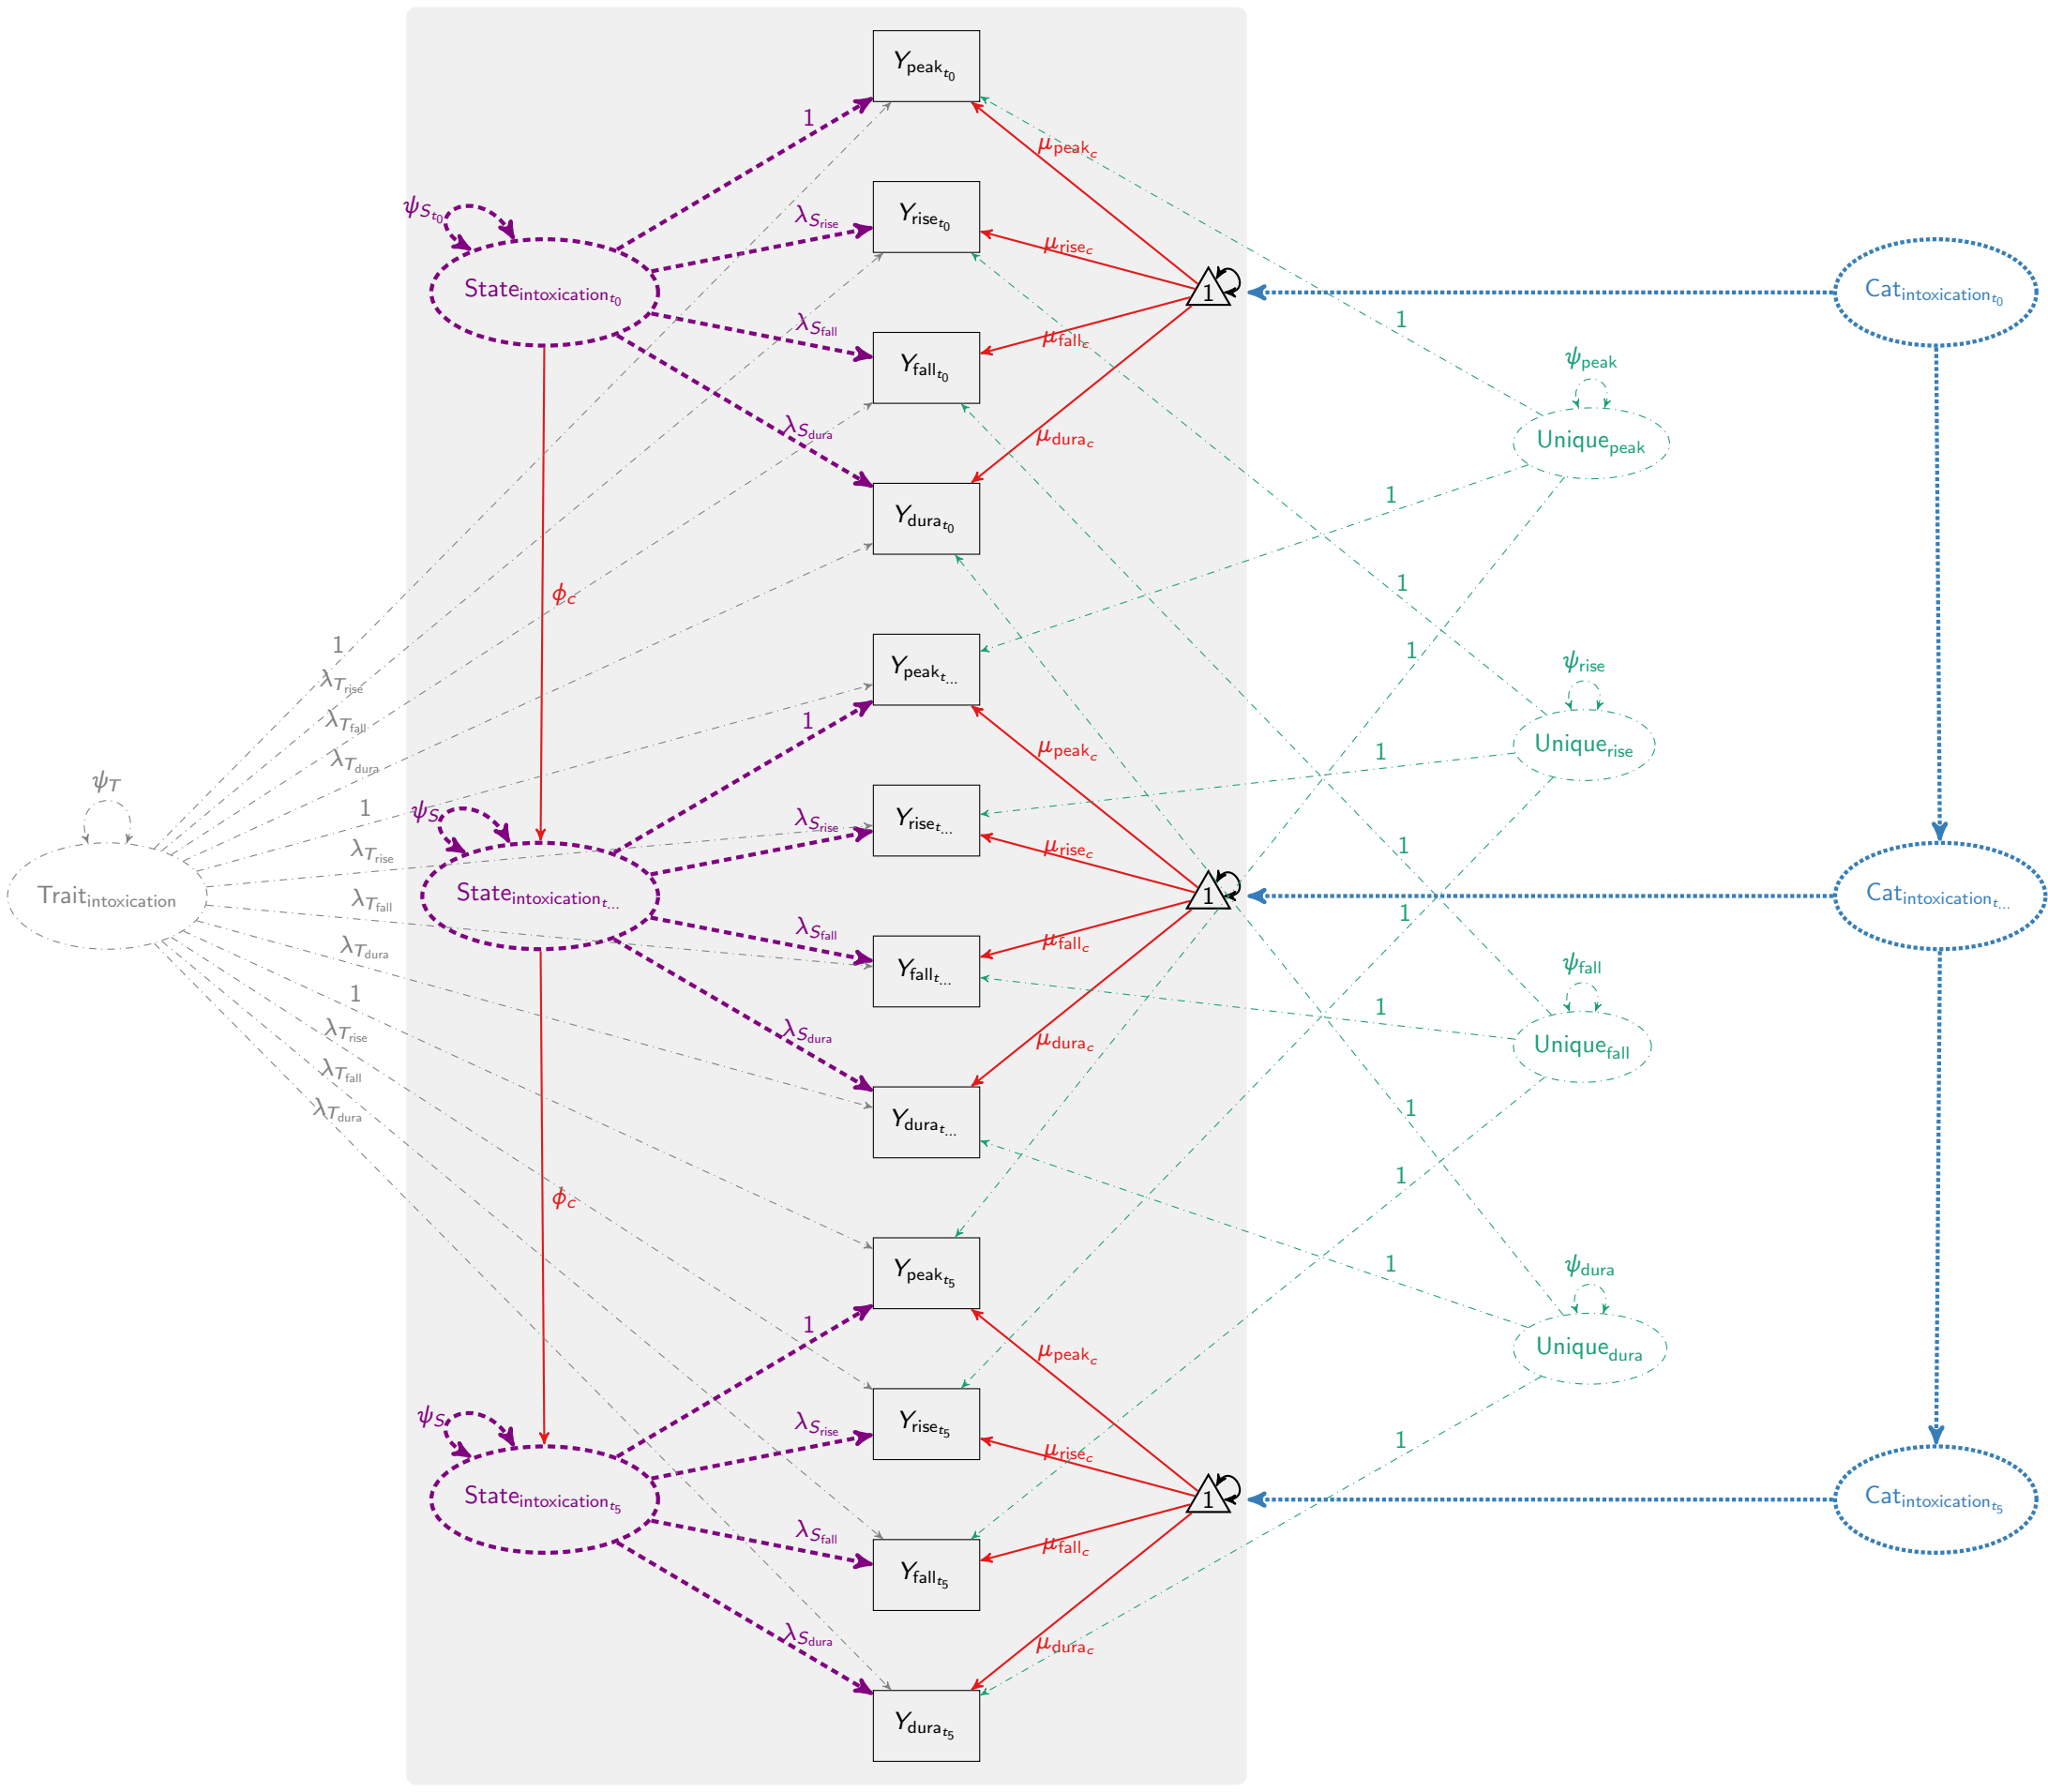 Y_peak_t0
1
μ_peak_c
ψ_S_t0
λ_S_rise
Y_rise_t0
μ_rise_c
State_intoxication_t0
1
Cat_intoxication_t0
λ_S_fall
μ_fall_c
1
Y_fall_t0
ψ_peak
λ_S_dura
μ_dura_c
Unique_peak
1
Y_dura_t0
ϕ_c
1
1
1
Y_peak_t...
ψ_rise
λ_T_rise
λ_T_fall
1
μ_peak_c
1
Unique_rise
λ_T_dura
ψ_T
1
ψ_S
λ_S_rise
Y_rise_t...
μ_rise_c
λ_T_rise
1
Trait_intoxication
State_intoxication_t...
1
Cat_intoxication_t...
λ_T_fall
λ_S_fall
1
λ_T_dura
μ_fall_c
Y_fall_t...
ψ_fall
1
1
λ_T_rise
λ_S_dura
μ_dura_c
Unique_fall
λ_T_fall
λ_T_dura
Y_dura_t...
1
1
ϕ_c
Y_peak_t5
1
ψ_dura
1
μ_peak_c
Unique_dura
ψ_S
λ_S_rise
Y_rise_t5
μ_rise_c
1
State_intoxication_t5
1
Cat_intoxication_t5
λ_S_fall
μ_fall_c
Y_fall_t5
λ_S_dura
μ_dura_c
Y_dura_t5